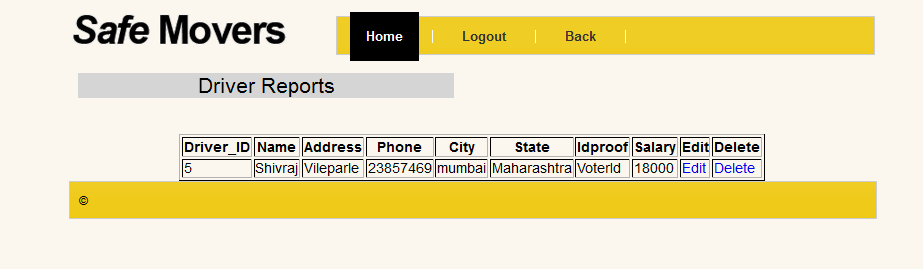 Safe Movers
Home Logout Back
Driver Reports
Driver_ID Name Address Phone City State Idproof Salary Edit Delete
5 Shivraj Vileparle 23857469 mumbai Maharashtra VoterId 18000 Edit Delete
©